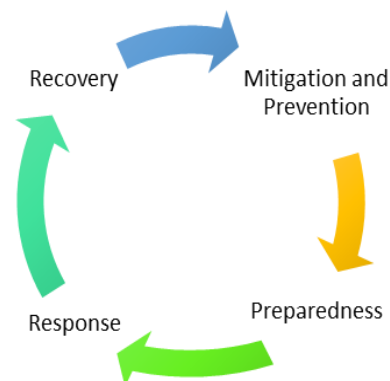 Recovery
Mitigation and
Prevention
Preparedness
Response